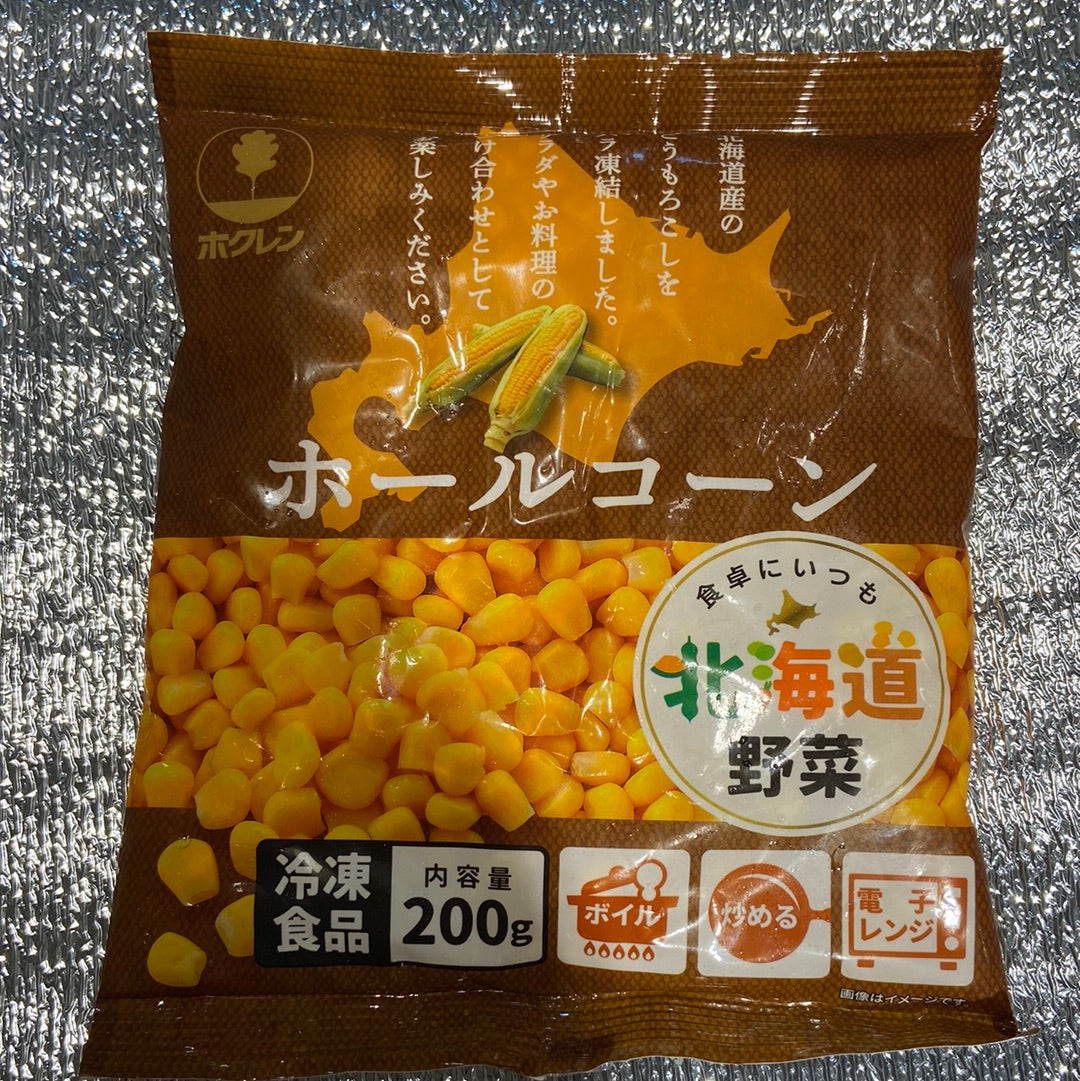 ホクレン
海道産の
うもろこしを
凍結しました。
ラダやお料理の
け合わせとして
楽しみください。
ホールコーン
食卓にいつも
北海道
野菜
冷凍
食品
内容量
200g
ボイル
炒める
電子
レンジ
画像はイメージです。